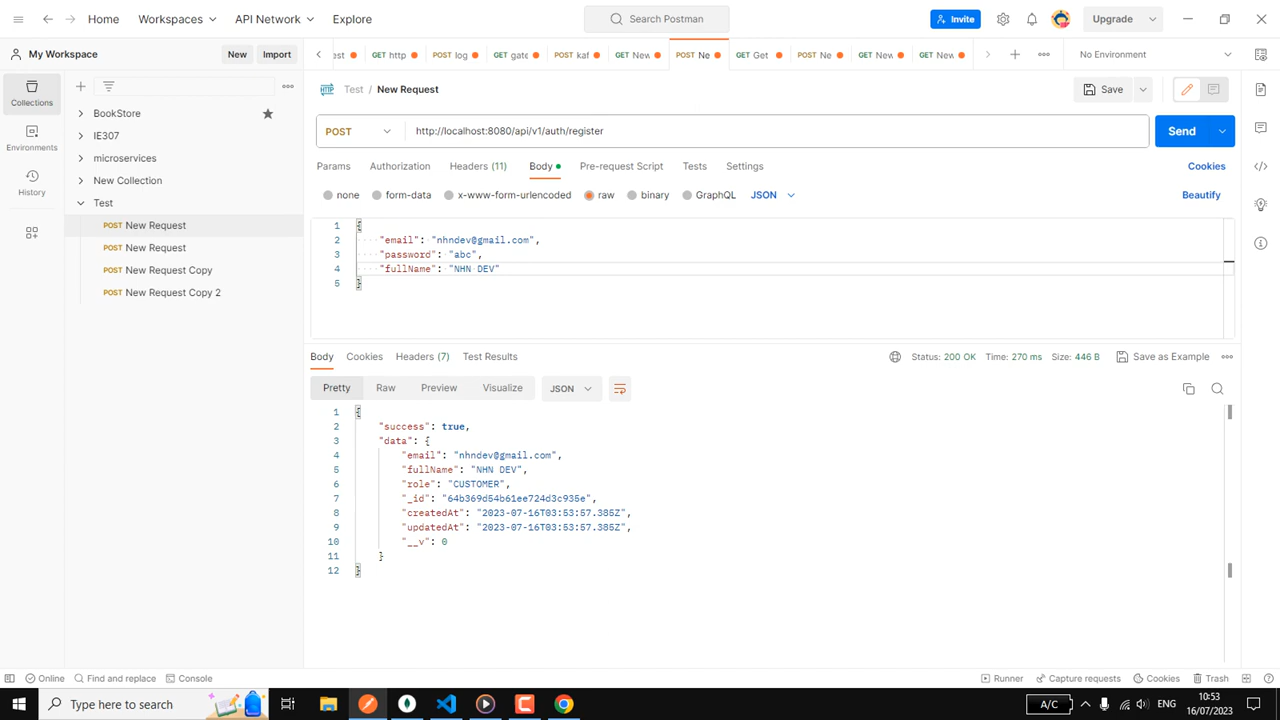 Home Workspaces API Network Explore Search Postman Invite Upgrade
My Workspace New Import est GET http POST log GET gate POST kaf GET New POST Ne GET Get POST Ne GET New GET New No Environment
Collections
Environments
History
BookStore
IE307
microservices
New Collection
Test
POST New Request
POST New Request
POST New Request Copy
POST New Request Copy 2
HTTP Test / New Request Save
POST http://localhost:8080/api/v1/auth/register Send
Params Authorization Headers (11) Body Pre-request Script Tests Settings Cookies
none form-data x-www-form-urlencoded raw binary GraphQL JSON Beautify
1 {
2 "email": "nhndev@gmail.com",
3 "password": "abc",
4 "fullName": "NHN DEV"
5 }
Body Cookies Headers (7) Test Results Status: 200 OK Time: 270 ms Size: 446 B Save as Example
Pretty Raw Preview Visualize JSON
1 {
2 "success": true,
3 "data": {
4 "email": "nhndev@gmail.com",
5 "fullName": "NHN DEV",
6 "role": "CUSTOMER",
7 "_id": "64b369d54b61ee724d3c935e",
8 "createdAt": "2023-07-16T03:53:57.385Z",
9 "updatedAt": "2023-07-16T03:53:57.385Z",
10 "__v": 0
11 }
12 }
Online Find and replace Console Runner Capture requests Cookies Trash
Type here to search A/C ENG 10:53
16/07/2023